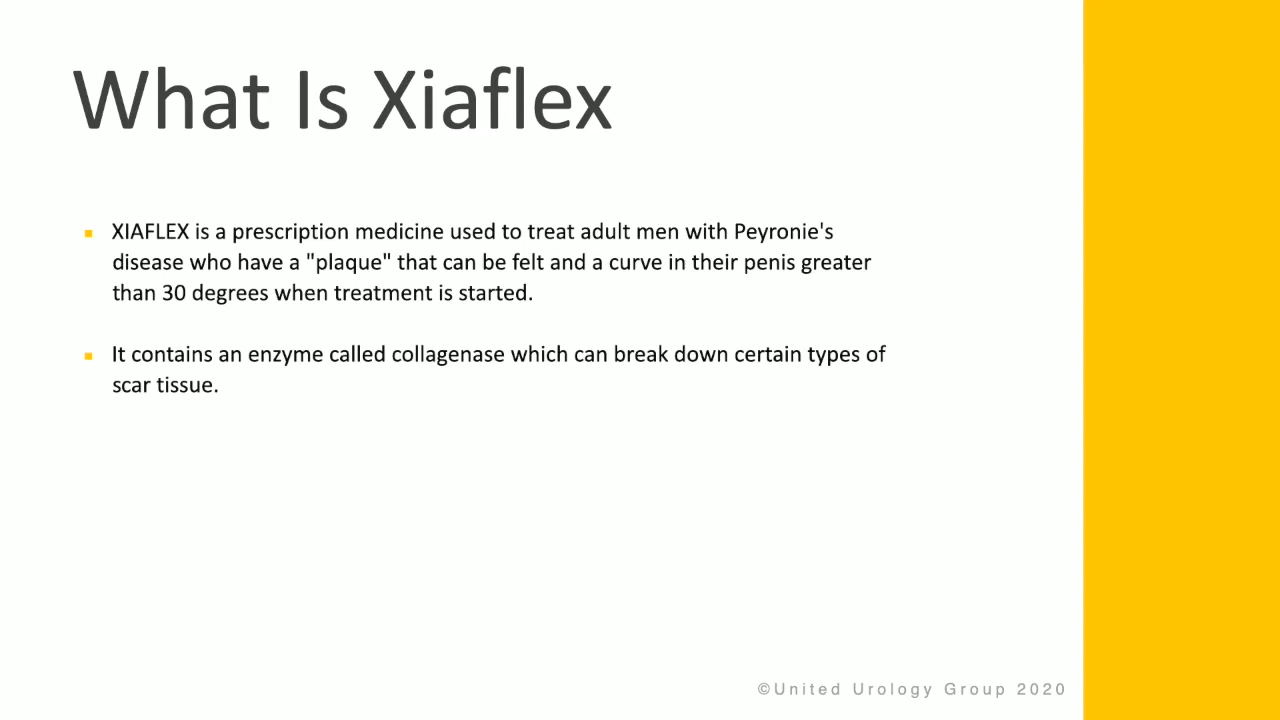 What Is Xiaflex
▪ XIAFLEX is a prescription medicine used to treat adult men with Peyronie's
disease who have a "plaque" that can be felt and a curve in their penis greater
than 30 degrees when treatment is started.
▪ It contains an enzyme called collagenase which can break down certain types of
scar tissue.
©United Urology Group 2020